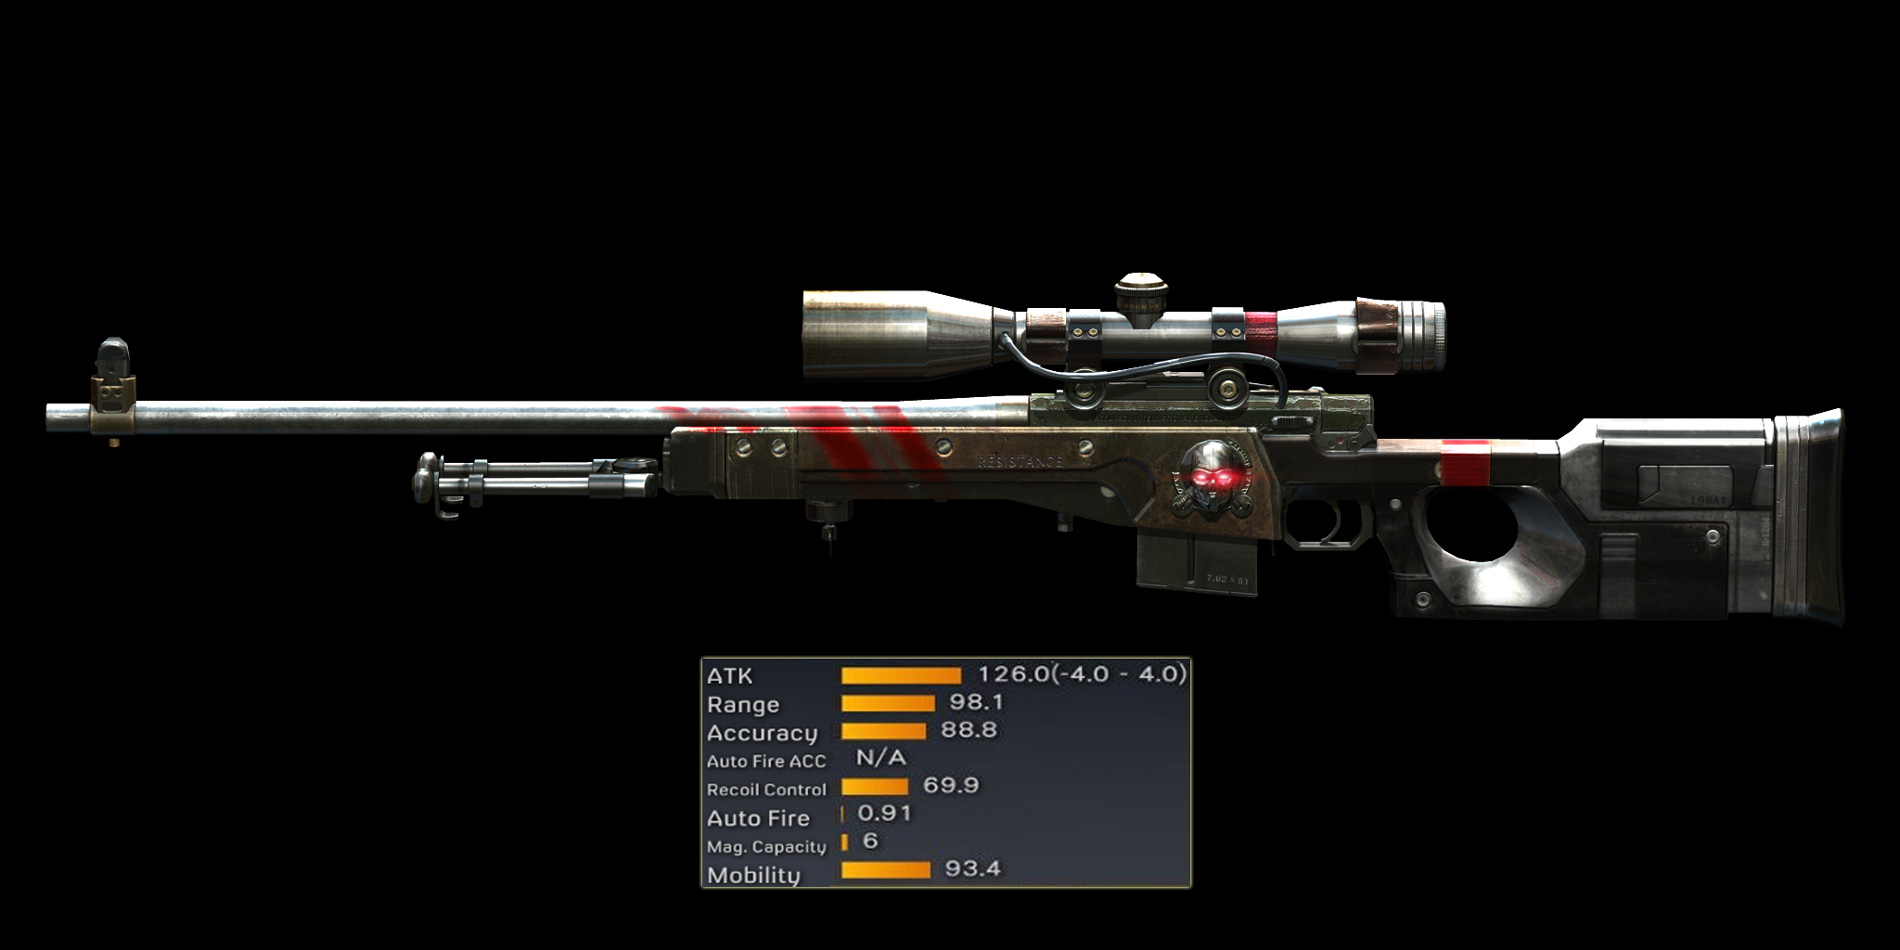 RESISTANCE
L96A1
7.62 × 51
ATK 126.0(-4.0 - 4.0)
Range 98.1
Accuracy 88.8
Auto Fire ACC N/A
Recoil Control 69.9
Auto Fire 0.91
Mag. Capacity 6
Mobility 93.4